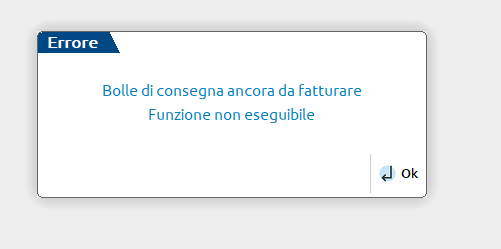 Errore
Bolle di consegna ancora da fatturare
Funzione non eseguibile
Ok